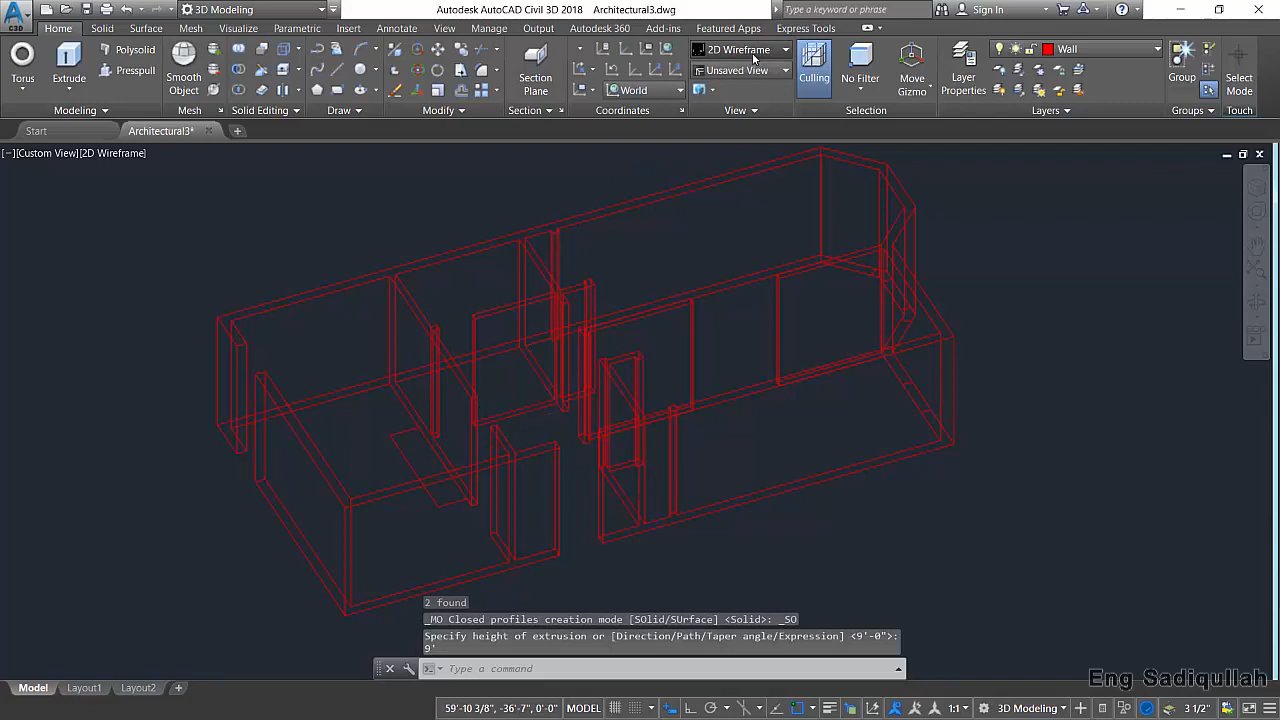 3D Modeling
Autodesk AutoCAD Civil 3D 2018 Architectural3.dwg
Type a keyword or phrase
Sign In
C3D
Home Solid Surface Mesh Visualize Parametric Insert Annotate View Manage Output Autodesk 360 Add-ins Featured Apps Express Tools
Torus
Extrude
Polysolid
Presspull
Smooth Object
Section Plane
World
2D Wireframe
Unsaved View
Culling
No Filter
Move Gizmo
Layer Properties
Wall
Group
Select Mode
Modeling Mesh Solid Editing Draw Modify Section Coordinates View Selection Layers Groups Touch
Start Architectural3*
[−][Custom View][2D Wireframe]
2 found
_MO Closed profiles creation mode [SOlid/SUrface] <Solid>: _SO
Specify height of extrusion or [Direction/Path/Taper angle/Expression] <9'-0">:
9'
Type a command
Eng Sadiqullah
Model Layout1 Layout2
59'-10 3/8", -36'-7", 0'-0" MODEL 1:1 3D Modeling 3 1/2"